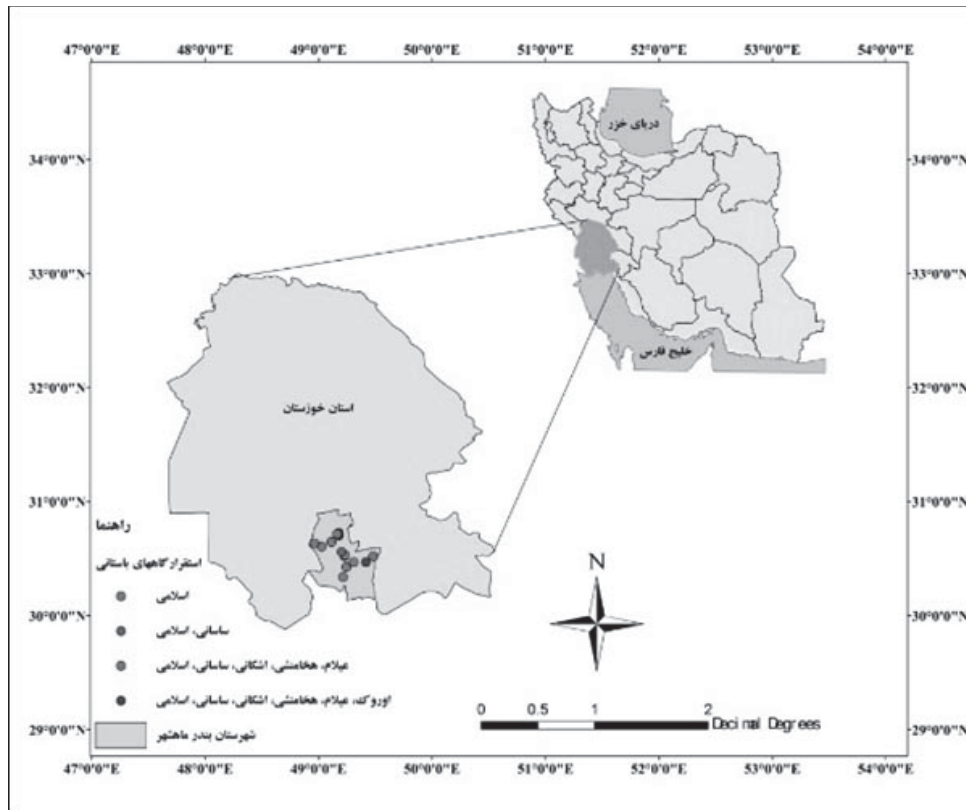 47°0'0"E 48°0'0"E 49°0'0"E 50°0'0"E 51°0'0"E 52°0'0"E 53°0'0"E 54°0'0"E
دریای خزر
34°0'0"N 34°0'0"N
33°0'0"N 33°0'0"N
خلیج فارس
32°0'0"N 32°0'0"N
استان خوزستان
31°0'0"N 31°0'0"N
راهنما
استقرارگاههای باستانی
اسلامی
ساسانی، اسلامی
عیلام، هخامنشی، اشکانی، ساسانی، اسلامی
اوروک، عیلام، هخامنشی، اشکانی، ساسانی، اسلامی
شهرستان بندر ماهشهر
N
30°0'0"N 30°0'0"N
0 0.5 1 2
Decimal Degrees
29°0'0"N 29°0'0"N
47°0'0"E 48°0'0"E 49°0'0"E 50°0'0"E 51°0'0"E 52°0'0"E 53°0'0"E 54°0'0"E